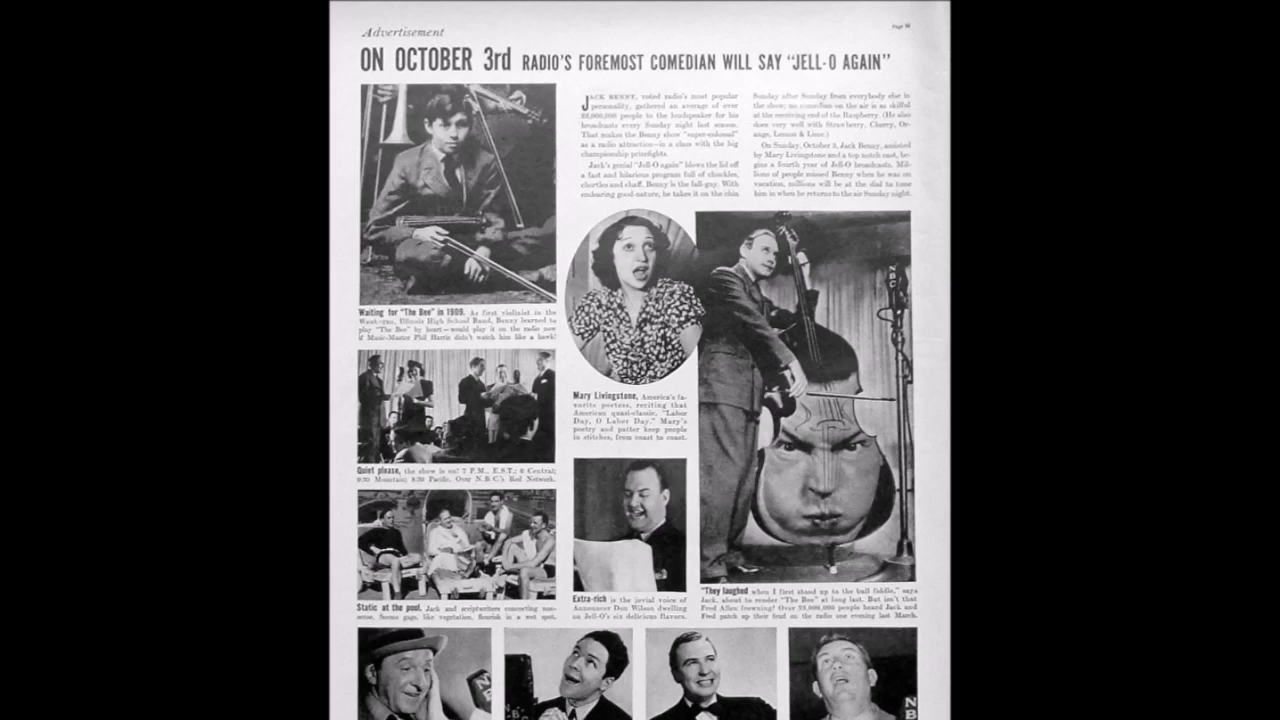 Advertisement
Page 96
ON OCTOBER 3rd RADIO'S FOREMOST COMEDIAN WILL SAY "JELL-O AGAIN"
JACK BENNY, voted radio's most popular
personality, gathered an average of over
broadcasts every Sunday night last season.
That makes the Benny show "super-colossal"
as a radio attraction—in a class with the big
championship prizefights.
Jack's genial "Jell-O again" blows the lid off
a fast and hilarious program full of chuckles,
chortles and chaff. Benny is the fall-guy. With
endearing good-nature, he takes it on the chin
Sunday after Sunday from everybody else in
the show; no comedian on the air is as skilful
at the receiving end of the Raspberry. (He also
does very well with Strawberry, Cherry, Or-
ange, Lemon & Lime.)
On Sunday, October 3, Jack Benny, assisted
by Mary Livingstone and a top notch cast, be-
gins a fourth year of Jell-O broadcasts. Mil-
lions of people missed Benny when he was on
vacation, millions will be at the dial to tune
him in when he returns to the air Sunday night.
Waiting for "The Bee" in 1909. As first violinist in the
Waukegan, Illinois High School Band, Benny learned to
play "The Bee" by heart—would play it on the radio now
if Music-Master Phil Harris didn't watch him like a hawk!
Quiet please, the show is on! 7 P.M., E.S.T.; 6 Central;
Mountain; 8:30 Pacific, Over N.B.C.'s Red Network.
Static at the pool. Jack and scriptwriters concocting non-
sense. Seems gags, like vegetation, flourish in a wet spot.
Mary Livingstone, America's fa-
vorite poetess, reciting that
American quasi-classic, "Labor
Day, O Labor Day." Mary's
poetry and patter keep people
in stitches, from coast to coast.
Extra-rich is the jovial voice of
Announcer Don Wilson dwelling
on Jell-O's six delicious flavors.
NBC
"They laughed when I first stood up to the bull fiddle," says
Jack, about to render "The Bee" at long last. But isn't that
Fred Allen frowning? Over people heard Jack and
Fred patch up their feud on the radio one evening last March.
NBC
NB